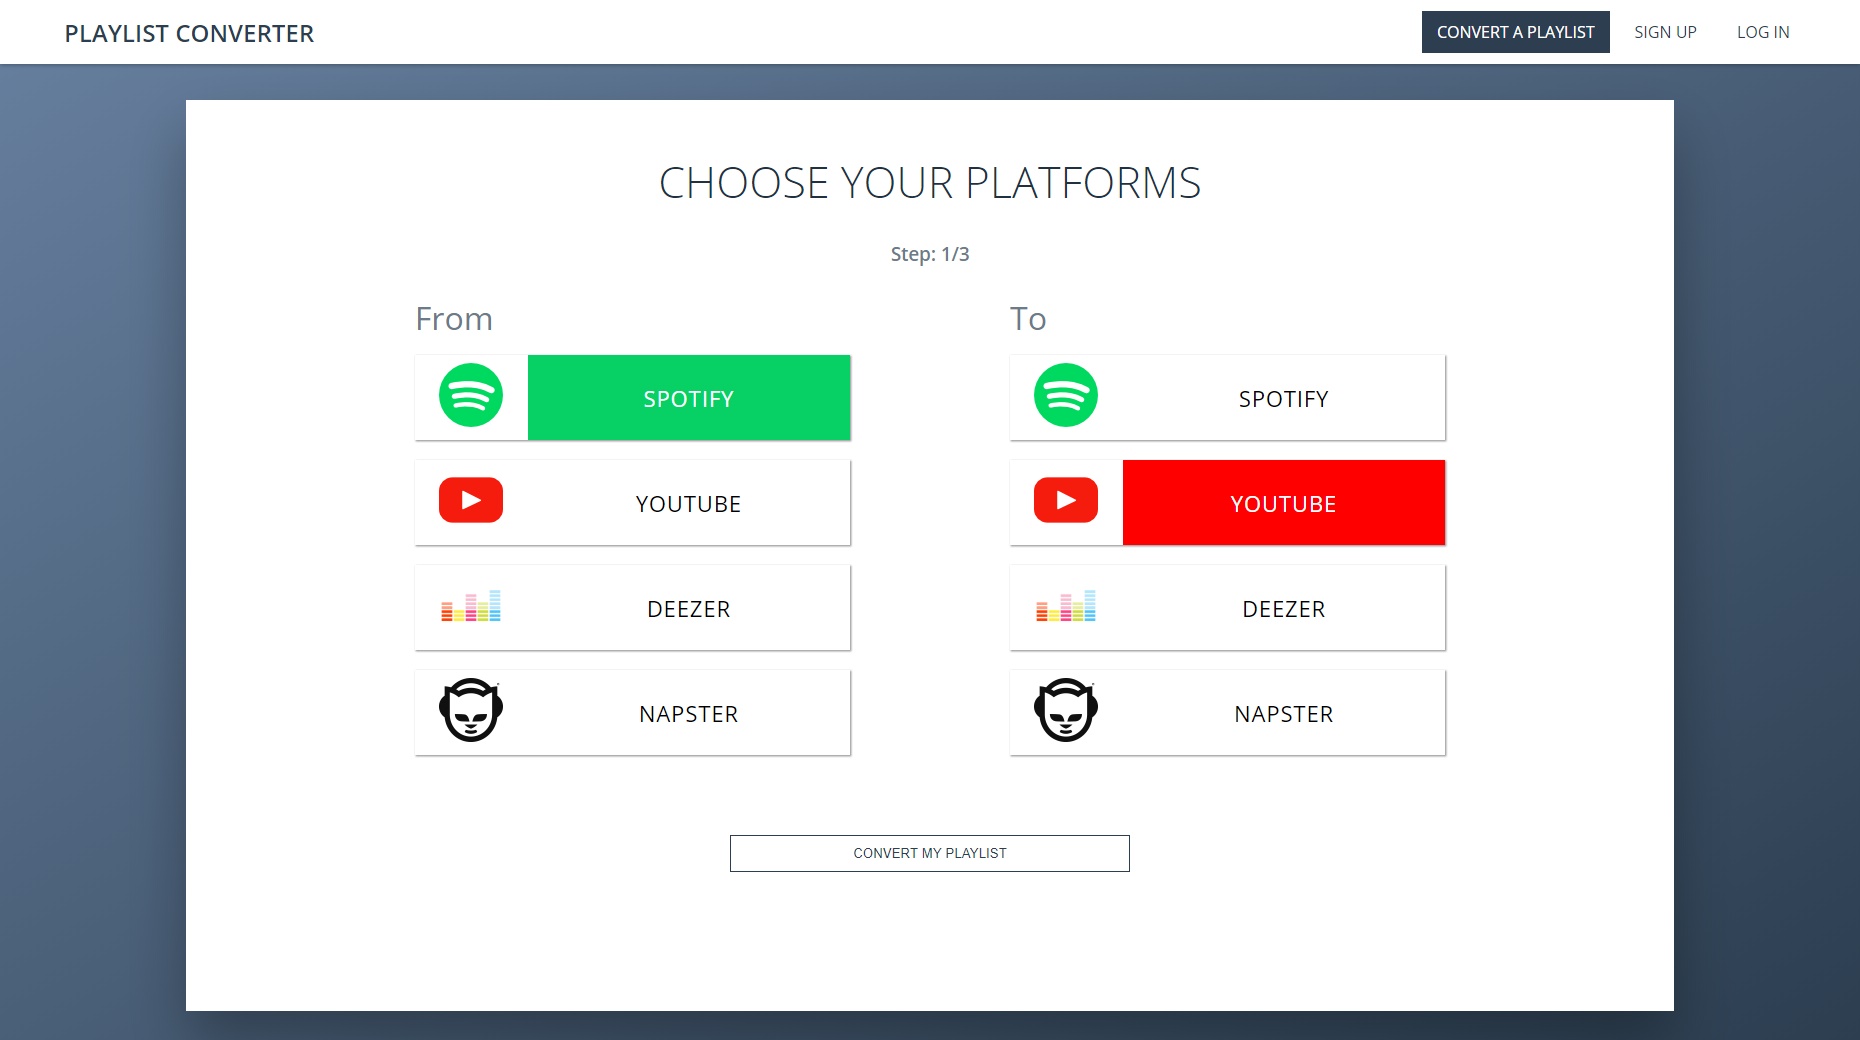 PLAYLIST CONVERTER
CONVERT A PLAYLIST
SIGN UP
LOG IN
CHOOSE YOUR PLATFORMS
Step: 1/3
From
SPOTIFY
YOUTUBE
DEEZER
NAPSTER
To
SPOTIFY
YOUTUBE
DEEZER
NAPSTER
CONVERT MY PLAYLIST